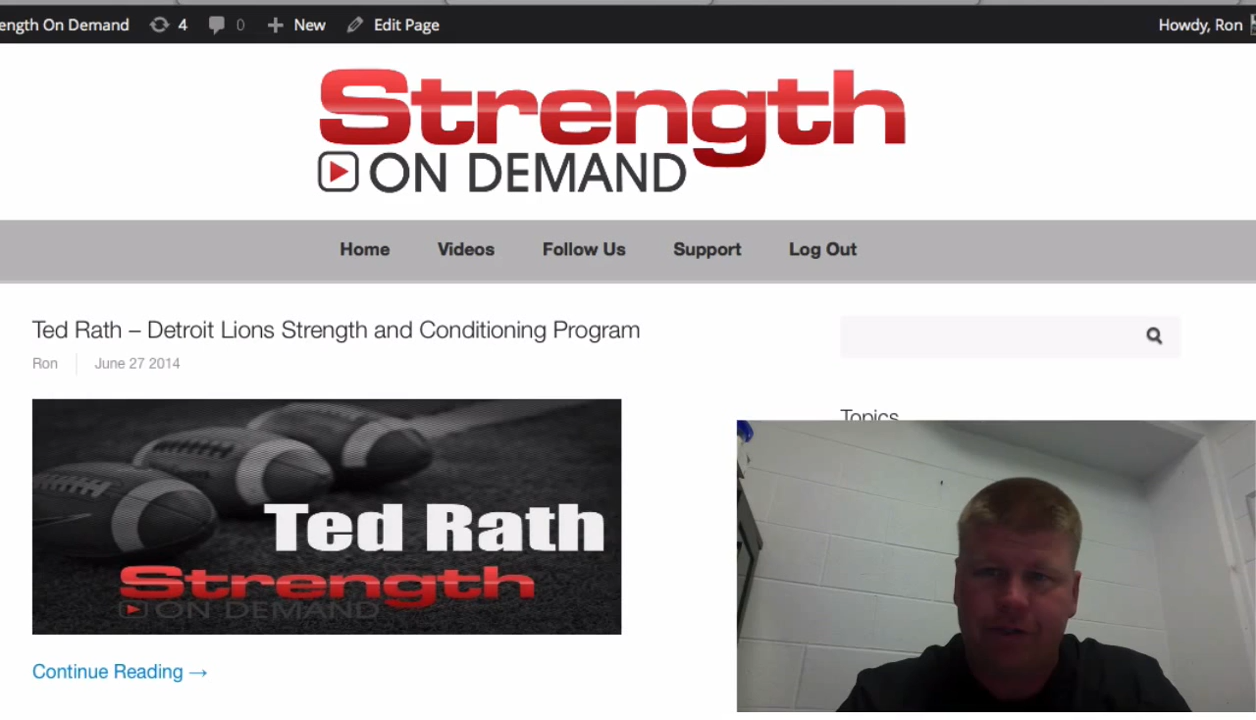 ength On Demand 4 0 New Edit Page Howdy, Ron
Strength
ON DEMAND
Home Videos Follow Us Support Log Out
Ted Rath – Detroit Lions Strength and Conditioning Program
Ron June 27 2014
Topics
Ted Rath
Strength
ON DEMAND
Continue Reading →